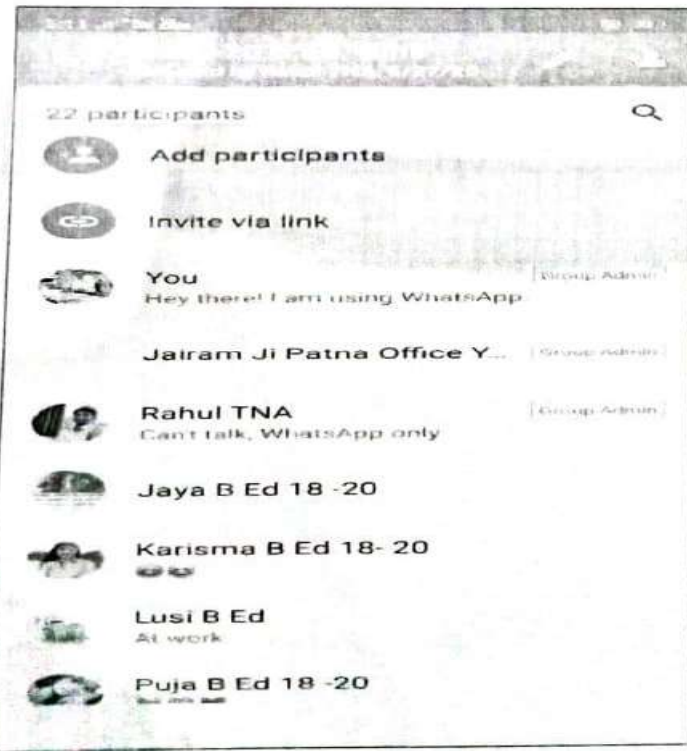 22 participants
Add participants
Invite via link
You
Group Admin
Hey there! I am using WhatsApp
Jairam Ji Patna Office Y... Group Admin
Rahul TNA
Group Admin
Can't talk, WhatsApp only
Jaya B Ed 18 -20
Karisma B Ed 18- 20
Lusi B Ed
At work
Puja B Ed 18 -20